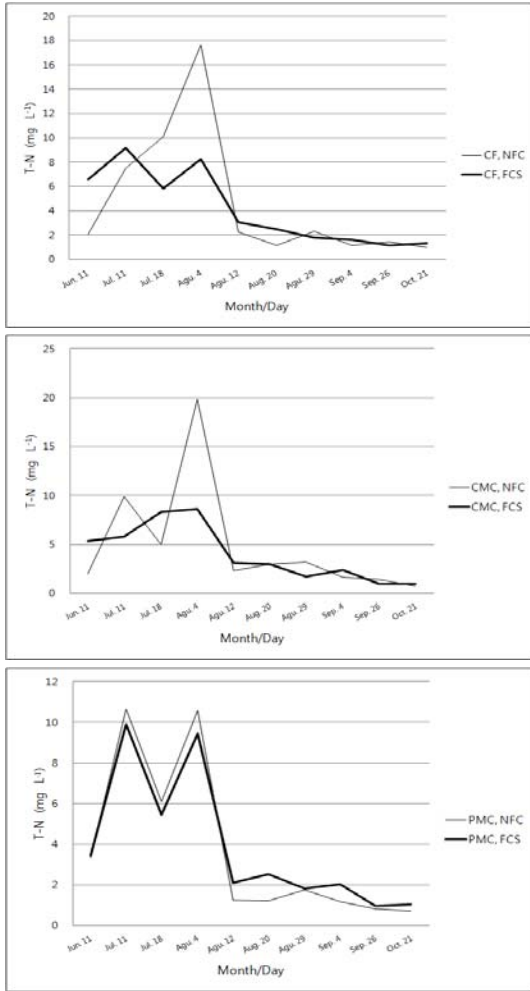 20
18
16
14
12
10
8
6
4
2
0
T-N (mg L-1)
Jun. 11
Jul. 11
Jul. 18
Agu. 4
Agu. 12
Agu. 20
Agu. 29
Sep. 4
Sep. 26
Oct. 21
Month/Day
CF, NFC
CF, FCS
25
20
15
10
5
0
T-N (mg L-1)
Jun. 11
Jul. 11
Jul. 18
Agu. 4
Agu. 12
Agu. 20
Agu. 29
Sep. 4
Sep. 26
Oct. 21
Month/Day
CMC, NFC
CMC, FCS
12
10
8
6
4
2
0
T-N (mg L-1)
Jun. 11
Jul. 11
Jul. 18
Agu. 4
Agu. 12
Agu. 20
Agu. 29
Sep. 4
Sep. 26
Oct. 21
Month/Day
PMC, NFC
PMC, FCS